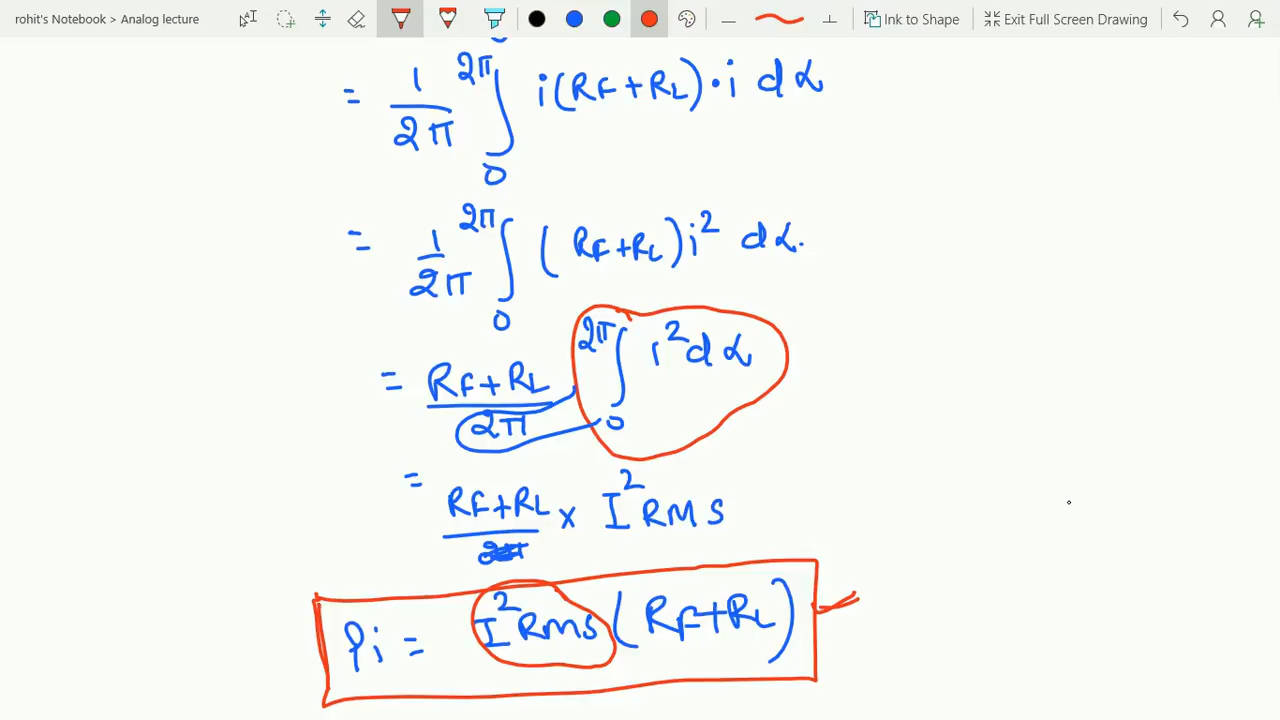 rohit's Notebook > Analog lecture
Ink to Shape
Exit Full Screen Drawing
= 1/2π ∫₀^2π i(RF+RL)·i dα
= 1/2π ∫₀^2π (RF+RL)i² dα.
= RF+RL/2π ∫₀^2π i² dα
= RF+RL × I²RMS
Pi = I²RMS (RF+RL)